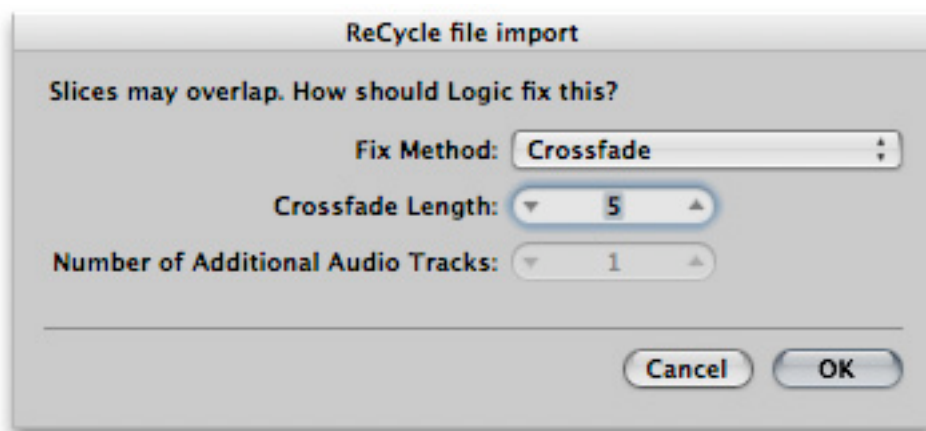 ReCycle file import
Slices may overlap. How should Logic fix this?
Fix Method: Crossfade
Crossfade Length: 5
Number of Additional Audio Tracks: 1
Cancel OK